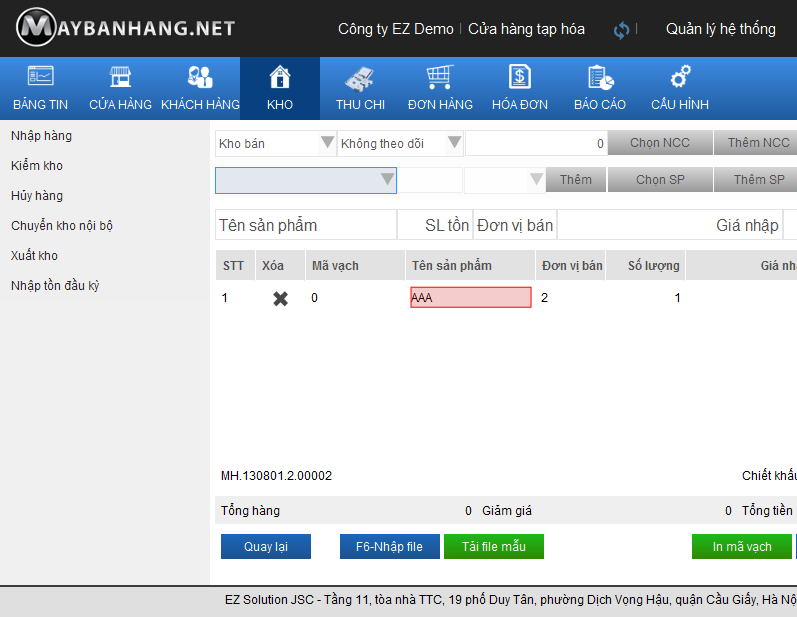 MAYBANHANG.NET
Công ty EZ Demo | Cửa hàng tạp hóa | Quản lý hệ thống
BẢNG TIN CỬA HÀNG KHÁCH HÀNG KHO THU CHI ĐƠN HÀNG HÓA ĐƠN BÁO CÁO CẤU HÌNH
Nhập hàng
Kiểm kho
Hủy hàng
Chuyển kho nội bộ
Xuất kho
Nhập tồn đầu kỳ
Kho bán Không theo dõi 0 Chọn NCC Thêm NCC
Thêm Chọn SP Thêm SP
Tên sản phẩm SL tồn Đơn vị bán Giá nhập
STT Xóa Mã vạch Tên sản phẩm Đơn vị bán Số lượng Giá nhậ
1 0 AAA 2 1
MH.130801.2.00002 Chiết khấu
Tổng hàng 0 Giảm giá 0 Tổng tiền
Quay lại F6-Nhập file Tải file mẫu In mã vạch
EZ Solution JSC - Tầng 11, tòa nhà TTC, 19 phố Duy Tân, phường Dịch Vọng Hậu, quận Cầu Giấy, Hà Nộ